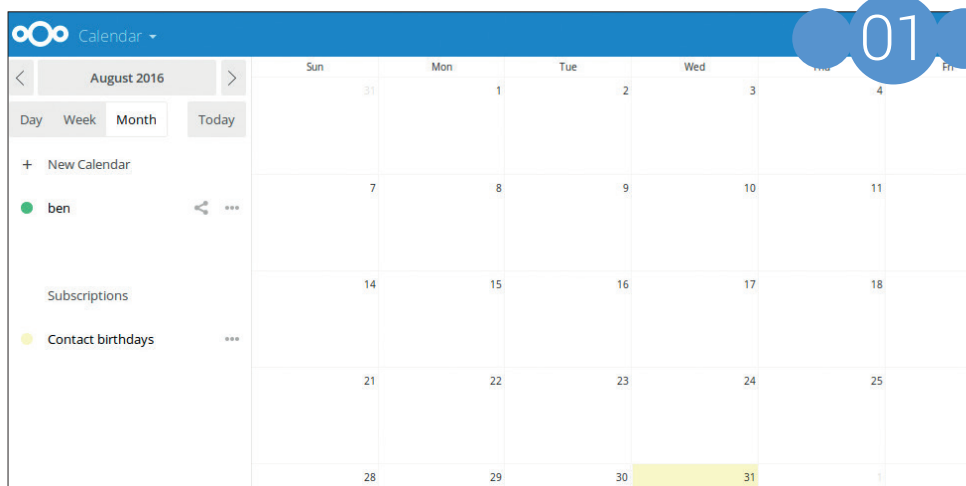 Calendar
01
August 2016
Sun Mon Tue Wed Thu Fri
31 1 2 3 4
Day Week Month Today
+ New Calendar
7 8 9 10 11
ben
14 15 16 17 18
Subscriptions
Contact birthdays
21 22 23 24 25
28 29 30 31 1